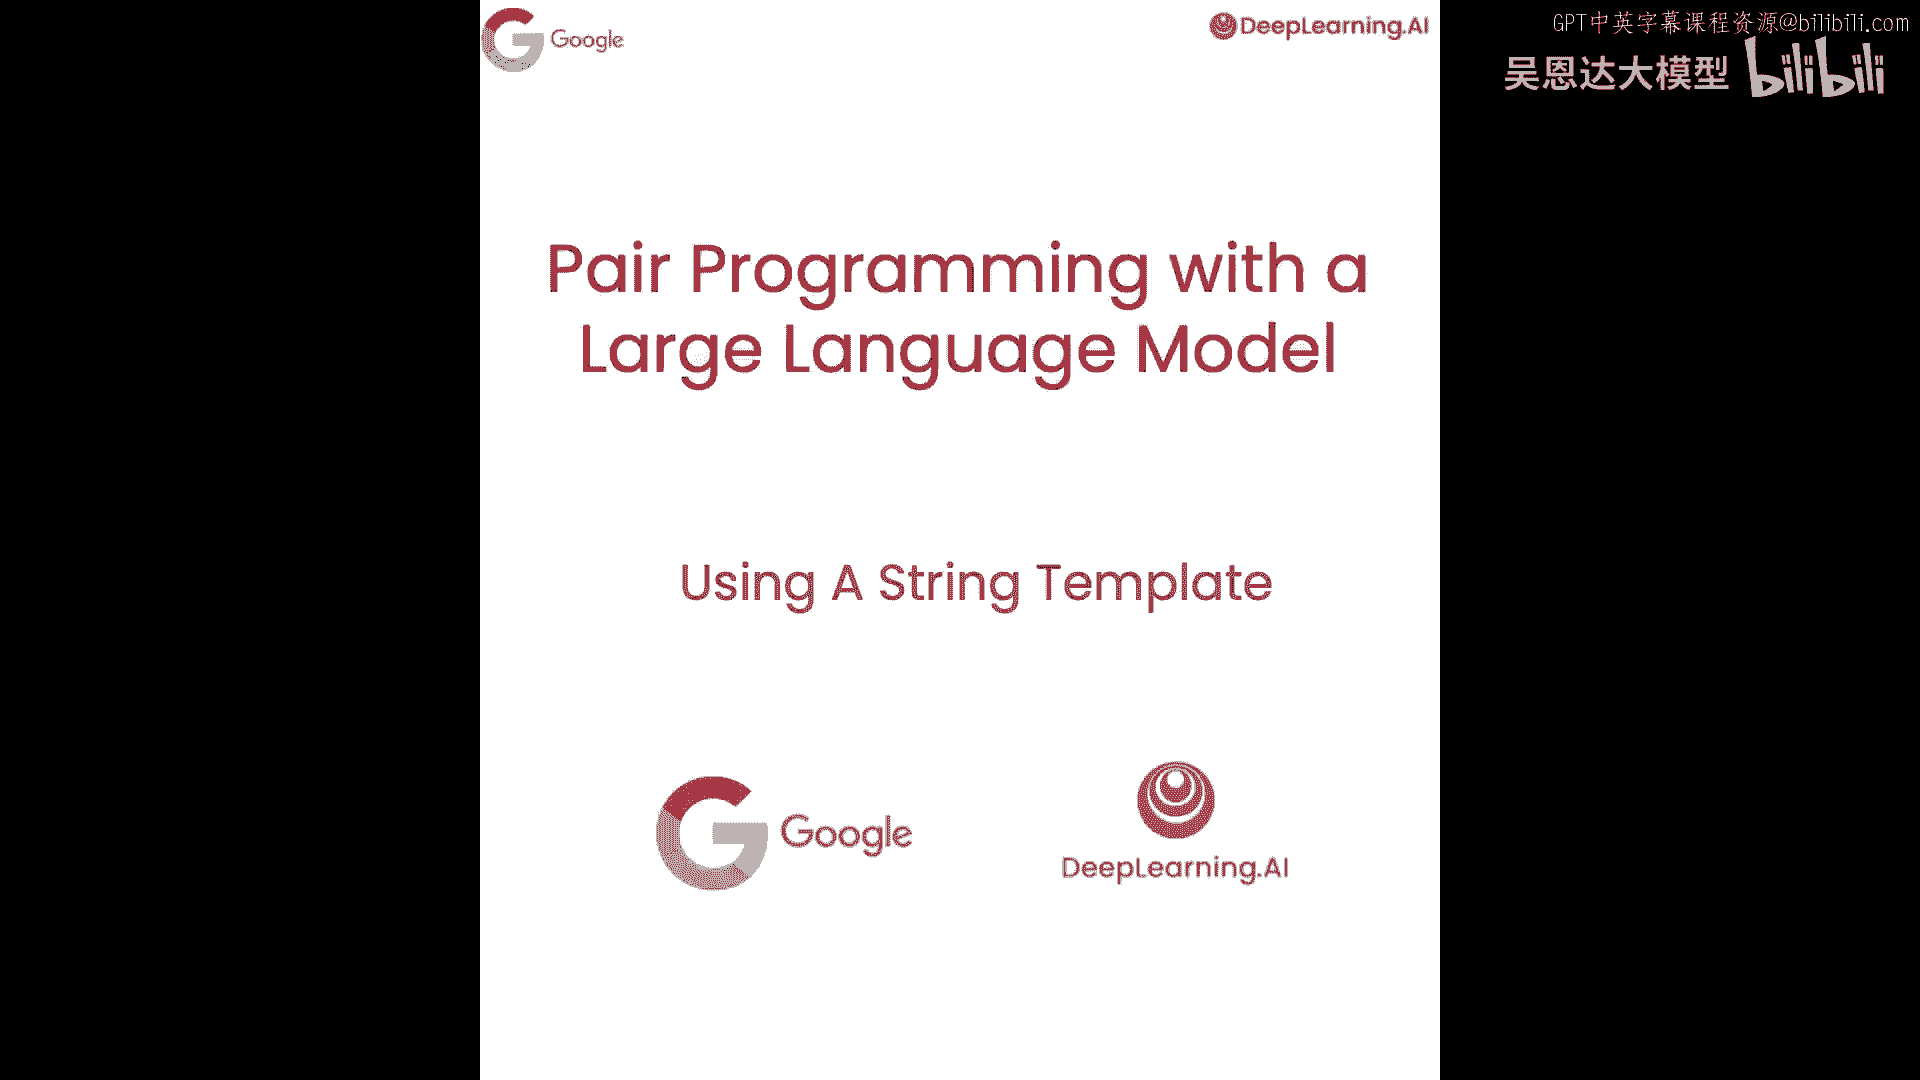 Google
DeepLearning.AI
GPT中英字幕课程资源@bilibili.com
吴恩达大模型 bilibili
Pair Programming with a
Large Language Model
Using A String Template
Google
DeepLearning.AI